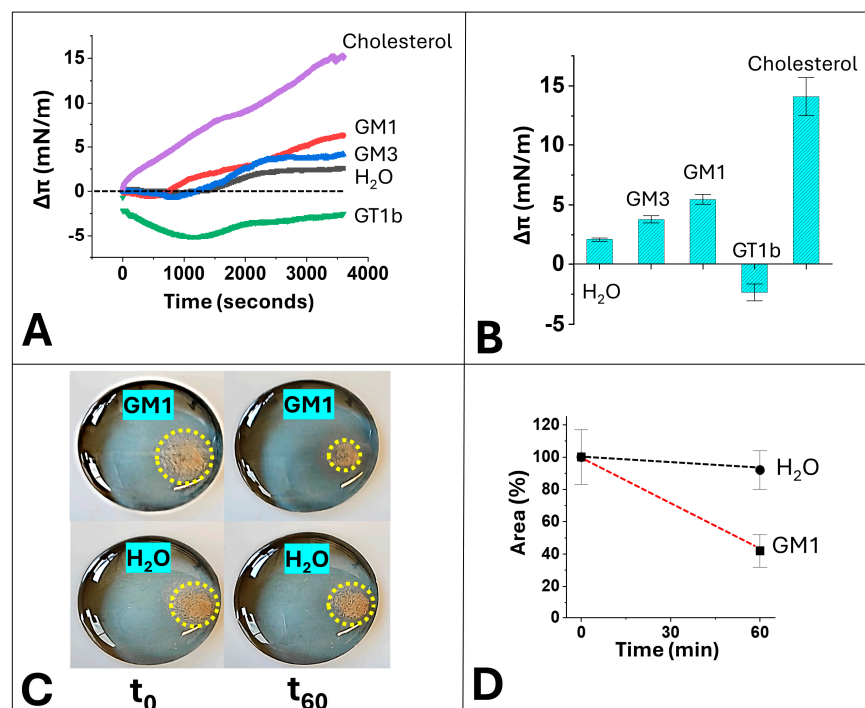 Cholesterol
GM1
GM3
H₂O
GT1b
15
10
5
0
-5
Δπ (mN/m)
0 1000 2000 3000 4000
Time (seconds)
A
Cholesterol
GM1
GM3
GT1b
H₂O
15
10
5
0
-5
Δπ (mN/m)
B
GM1 GM1
H₂O H₂O
C
t₀ t₆₀
120
100
80
60
40
20
0
Area (%)
H₂O
GM1
0 30 60
Time (min)
D